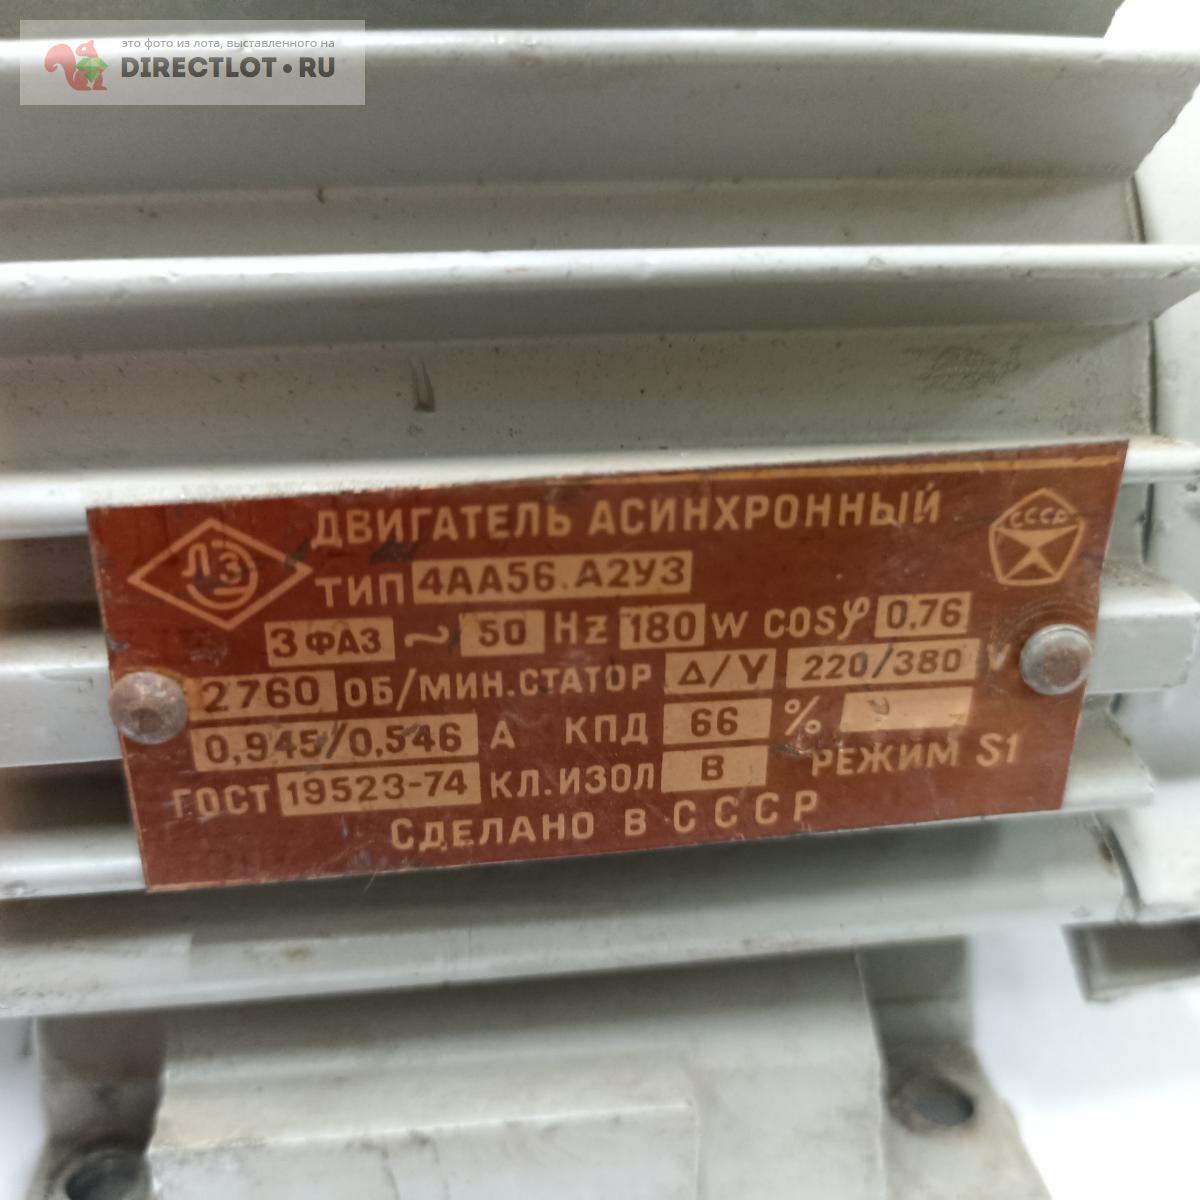 это фото из лота, выставленного на
DIRECTLOT.RU
ЛЭЗ
ДВИГАТЕЛЬ АСИНХРОННЫЙ
СССР
ТИП 4АА56.А2У3
3 ФАЗ ~ 50 Hz 180 W COSφ 0,76
2760 ОБ/МИН.СТАТОР Δ/Y 220/380 V
0,945/0,546 А КПД 66 %
ГОСТ 19523-74 КЛ.ИЗОЛ В РЕЖИМ S1
СДЕЛАНО В СССР